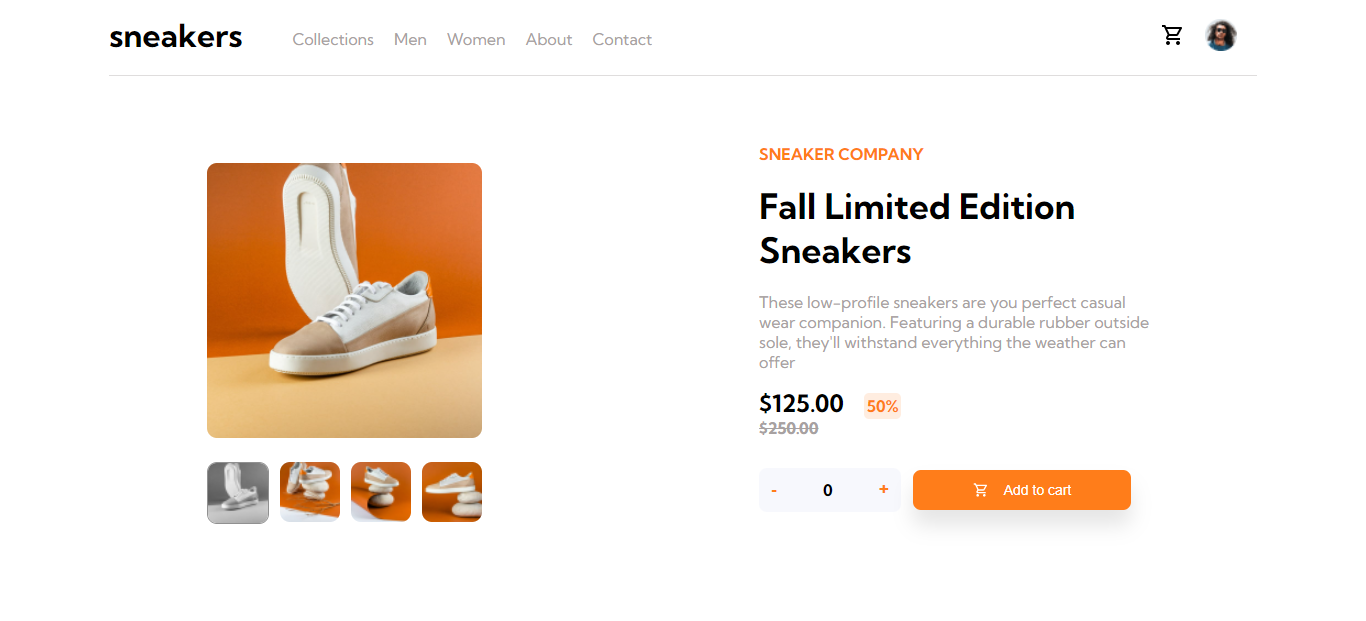 sneakers
Collections Men Women About Contact
SNEAKER COMPANY
Fall Limited Edition
Sneakers
These low-profile sneakers are you perfect casual
wear companion. Featuring a durable rubber outside
sole, they'll withstand everything the weather can
offer
$125.00 50%
$250.00
- 0 + Add to cart